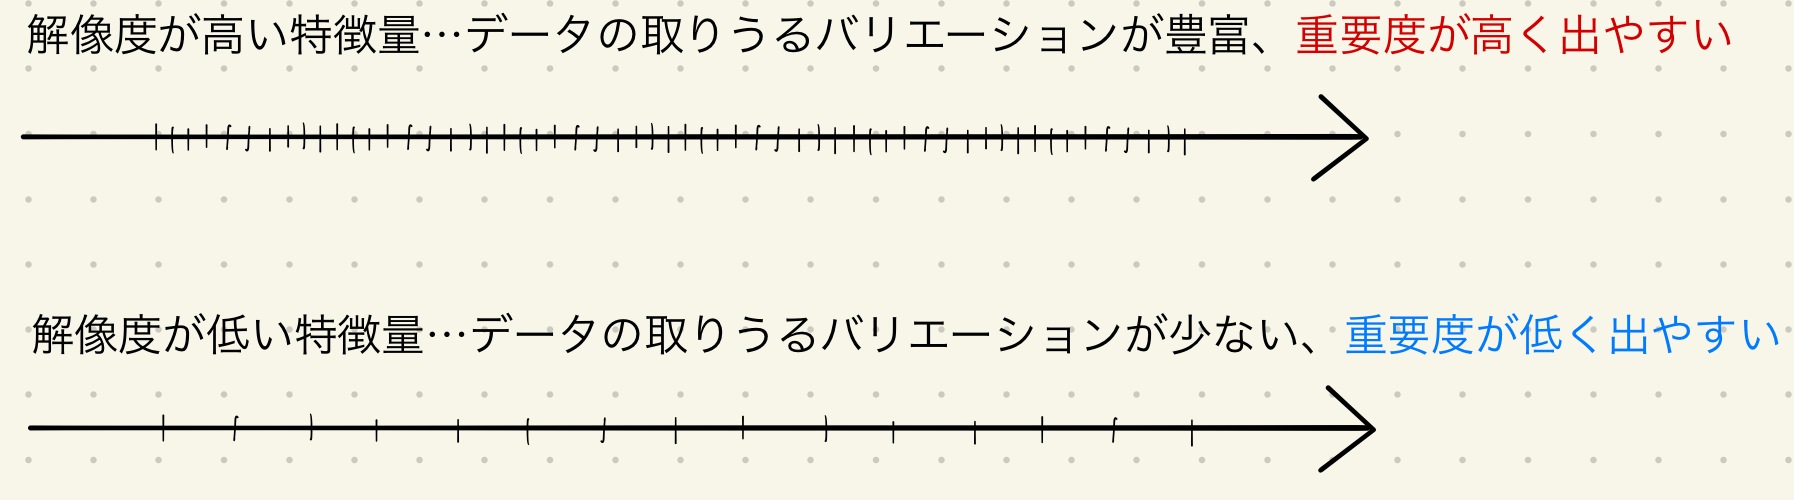 解像度が高い特徴量…データの取りうるバリエーションが豊富、重要度が高く出やすい
解像度が低い特徴量…データの取りうるバリエーションが少ない、重要度が低く出やすい